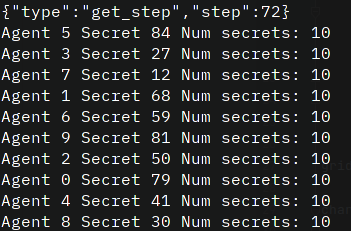 {"type":"get_step","step":72}
Agent 5 Secret 84 Num secrets: 10
Agent 3 Secret 27 Num secrets: 10
Agent 7 Secret 12 Num secrets: 10
Agent 1 Secret 68 Num secrets: 10
Agent 6 Secret 59 Num secrets: 10
Agent 9 Secret 81 Num secrets: 10
Agent 2 Secret 50 Num secrets: 10
Agent 0 Secret 79 Num secrets: 10
Agent 4 Secret 41 Num secrets: 10
Agent 8 Secret 30 Num secrets: 10